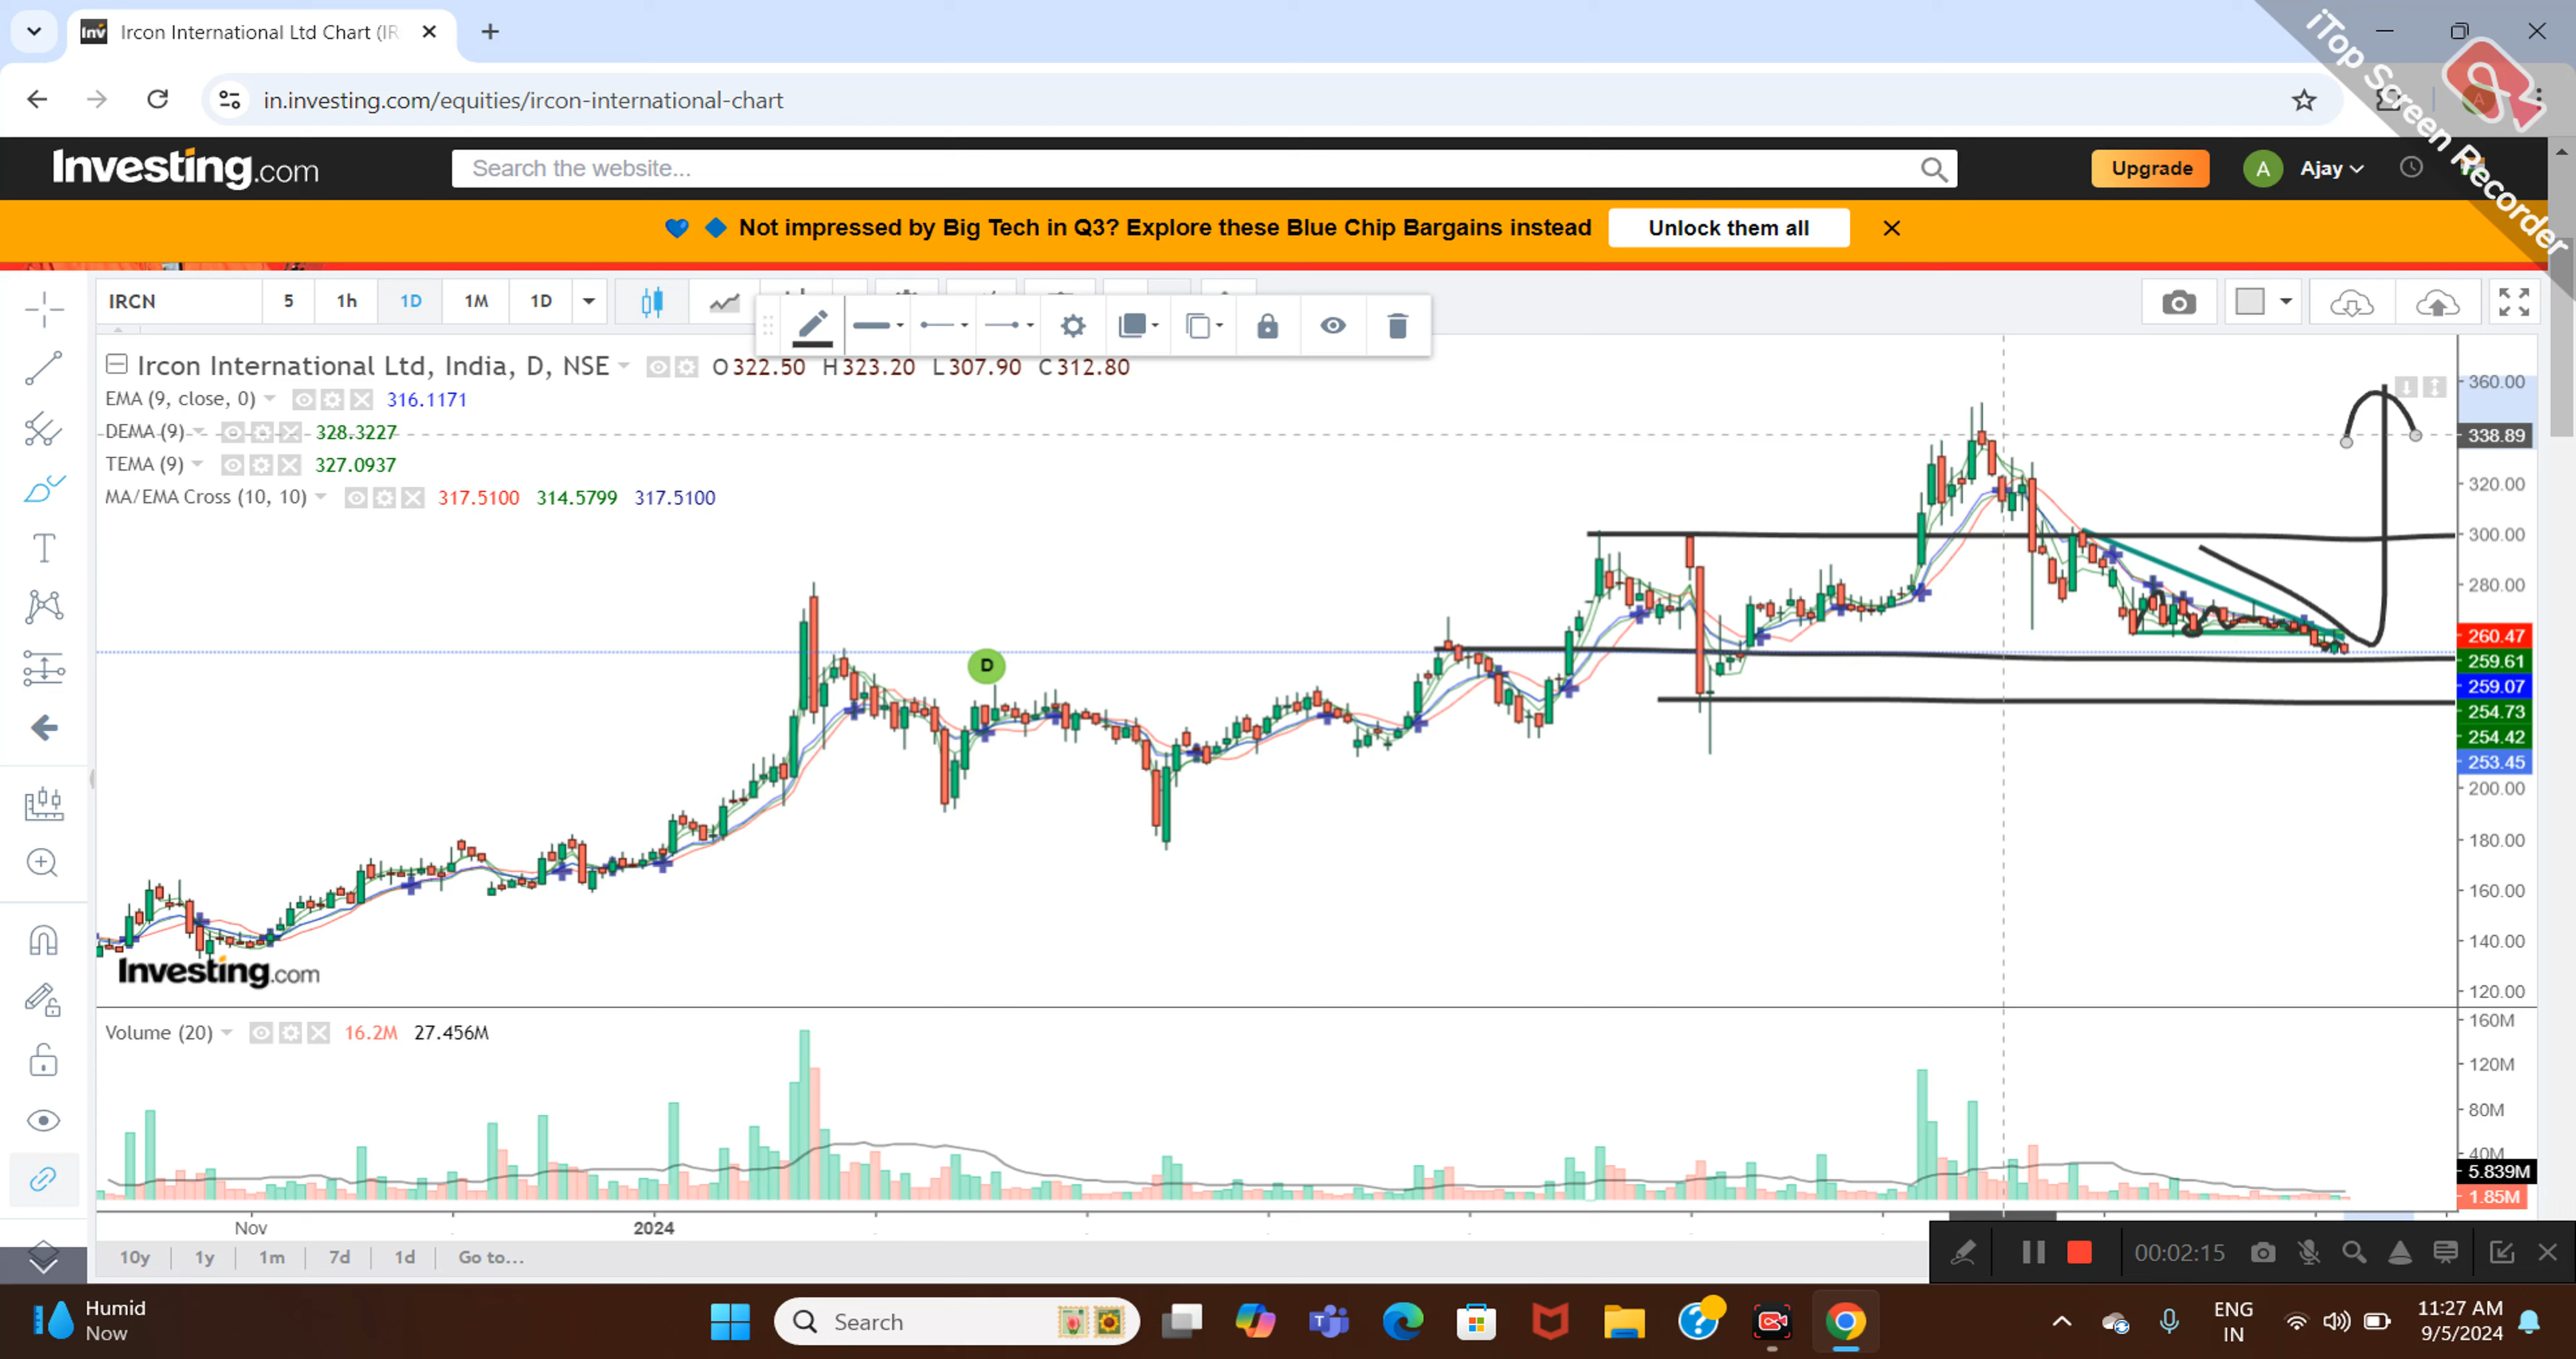 Ircon International Ltd Chart (IR
in.investing.com/equities/ircon-international-chart
iTop Screen Recorder
Investing.com
Search the website...
Upgrade
A
Ajay
Not impressed by Big Tech in Q3? Explore these Blue Chip Bargains instead
Unlock them all
IRCN 5 1h 1D 1M 1D
Ircon International Ltd, India, D, NSE O322.50 H323.20 L307.90 C312.80
EMA (9, close, 0) 316.1171
DEMA (9) 328.3227
TEMA (9) 327.0937
MA/EMA Cross (10, 10) 317.5100 314.5799 317.5100
360.00
338.89
320.00
300.00
280.00
260.47
259.61
259.07
254.73
254.42
253.45
200.00
180.00
160.00
140.00
120.00
D
Investing.com
Volume (20) 16.2M 27.456M
160M
120M
80M
40M
5.839M
1.85M
Nov 2024
10y 1y 1m 7d 1d Go to...
00:02:15
Humid
Now
Search
ENG
IN
11:27 AM
9/5/2024